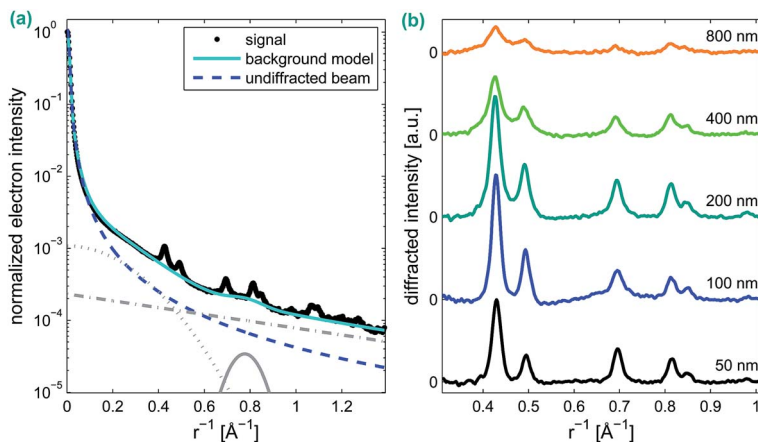 (a)
10⁰
10⁻¹
10⁻²
10⁻³
10⁻⁴
10⁻⁵
normalized electron intensity
signal
background model
undiffracted beam
0 0.2 0.4 0.6 0.8 1 1.2
r⁻¹ [Å⁻¹]
(b)
diffracted intensity [a.u.]
0 800 nm
0 400 nm
0 200 nm
0 100 nm
0 50 nm
0.4 0.5 0.6 0.7 0.8 0.9 1
r⁻¹ [Å⁻¹]